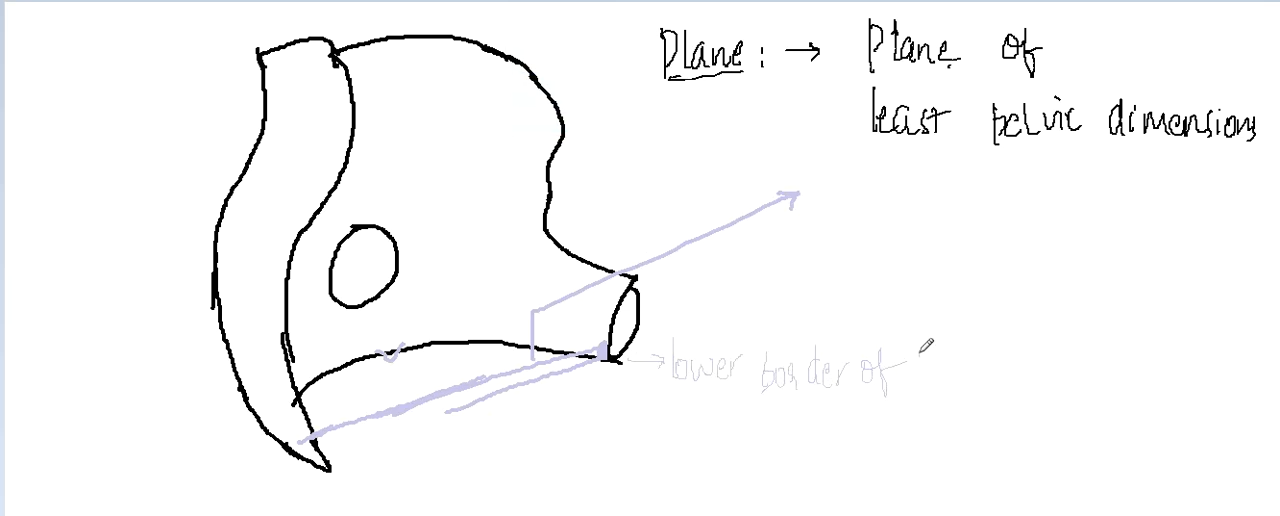 Plane : → Plane of
least pelvic dimensions
→ lower border of